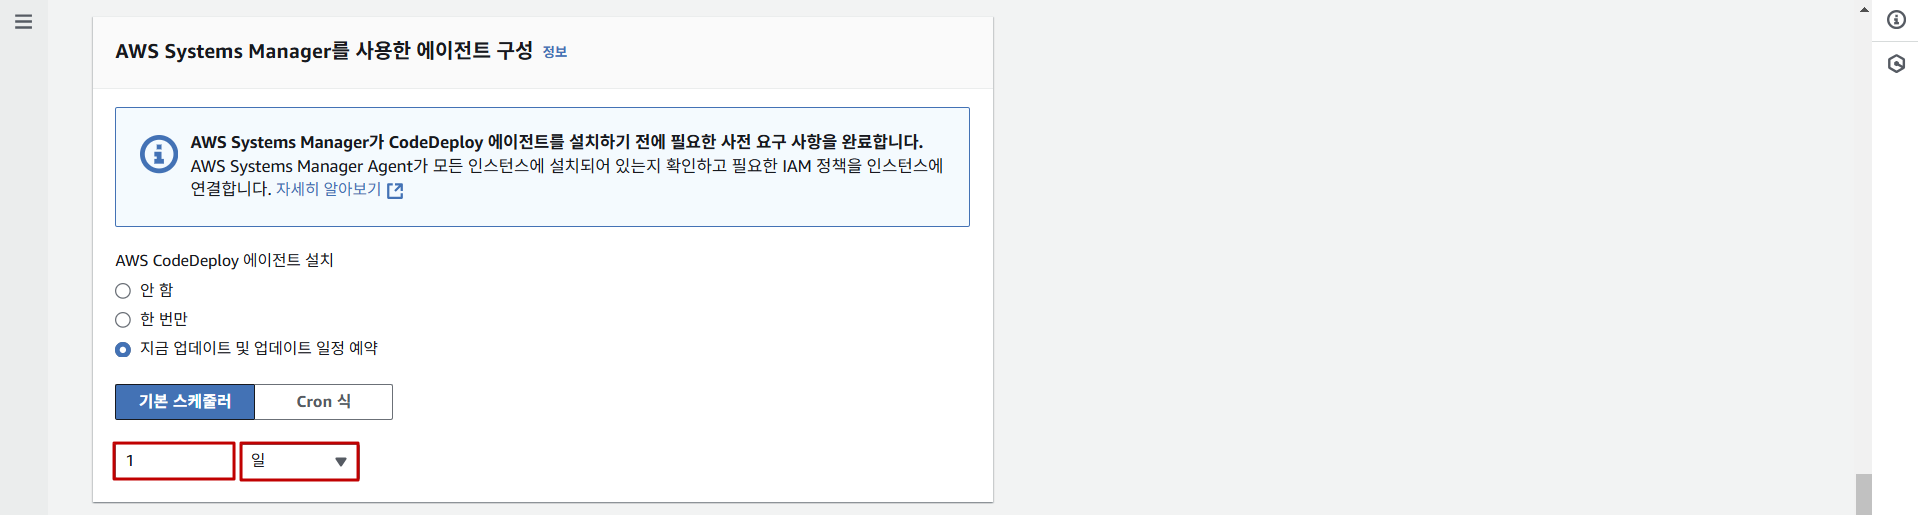 AWS Systems Manager를 사용한 에이전트 구성 정보
AWS Systems Manager가 CodeDeploy 에이전트를 설치하기 전에 필요한 사전 요구 사항을 완료합니다.
AWS Systems Manager Agent가 모든 인스턴스에 설치되어 있는지 확인하고 필요한 IAM 정책을 인스턴스에
연결합니다. 자세히 알아보기
AWS CodeDeploy 에이전트 설치
안 함
한 번만
지금 업데이트 및 업데이트 일정 예약
기본 스케줄러 Cron 식
1 일